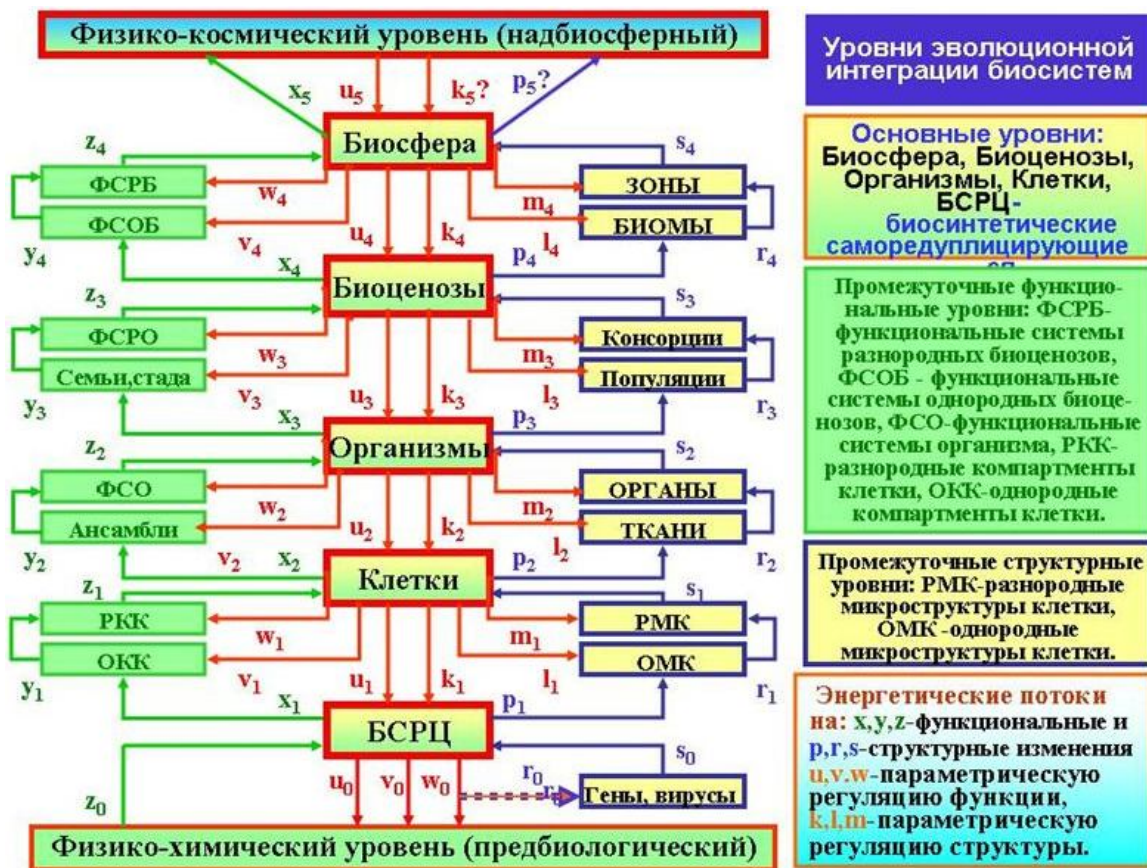 Физико-космический уровень (надбиосферный)
x5 u5 k5? p5?
Биосфера
z4 s4
ФСРБ w4 m4 ЗОНЫ
ФСОБ БИОМЫ
y4 v4 x4 u4 k4 p4 l4 r4
Биоценозы
z3 s3
ФСРО w3 m3 Консорции
Семьи,стада Популяции
y3 v3 x3 u3 k3 p3 l3 r3
Организмы
z2 s2
ФСО w2 m2 ОРГАНЫ
Ансамбли ТКАНИ
y2 v2 x2 u2 k2 p2 l2 r2
Клетки
z1 s1
РКК w1 m1 РМК
ОКК ОМК
y1 v1 x1 u1 k1 p1 l1 r1
БСРЦ
z0 u0 v0 w0 r0 s0
Гены, вирусы
Физико-химический уровень (предбиологический)
Уровни эволюционной
интеграции биосистем
Основные уровни:
Биосфера, Биоценозы,
Организмы, Клетки,
БСРЦ-
биосинтетические
саморедуплицирующие
Промежуточные функцио-
нальные уровни: ФСРБ-
функциональные системы
разнородных биоценозов,
ФСОБ - функциональные
системы однородных биоце-
нозов, ФСО-функциональные
системы организма, РКК-
разнородные компартменты
клетки, ОКК-однородные
компартменты клетки.
Промежуточные структурные
уровни: РМК-разнородные
микроструктуры клетки,
ОМК -однородные
микроструктуры клетки.
Энергетические потоки
на: x,y,z-функциональные и
p,r,s-структурные изменения
u,v.w-параметрическую
регуляцию функции,
k,l,m-параметрическую
регуляцию структуры.